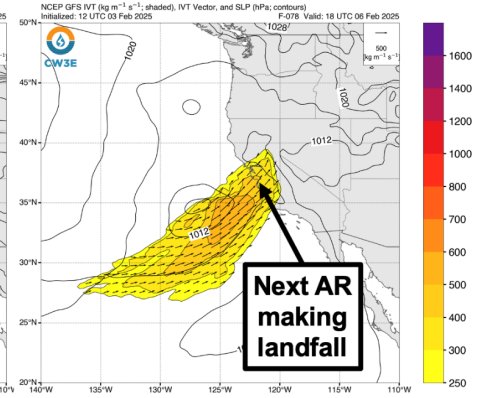 NCEP GFS IVT (kg m⁻¹ s⁻¹; shaded), IVT Vector, and SLP (hPa; contours)
Initialized: 12 UTC 03 Feb 2025
F-078 Valid: 18 UTC 06 Feb 2025
50°N
45°N
40°N
35°N
30°N
25°N
20°N
CW3E
1020
1028
500
kg m⁻¹ s⁻¹
1020
1012
1012
Next AR
making
landfall
140°W
135°W
130°W
125°W
120°W
115°W
110°W
1600
1400
1200
1000
800
700
600
500
400
300
250